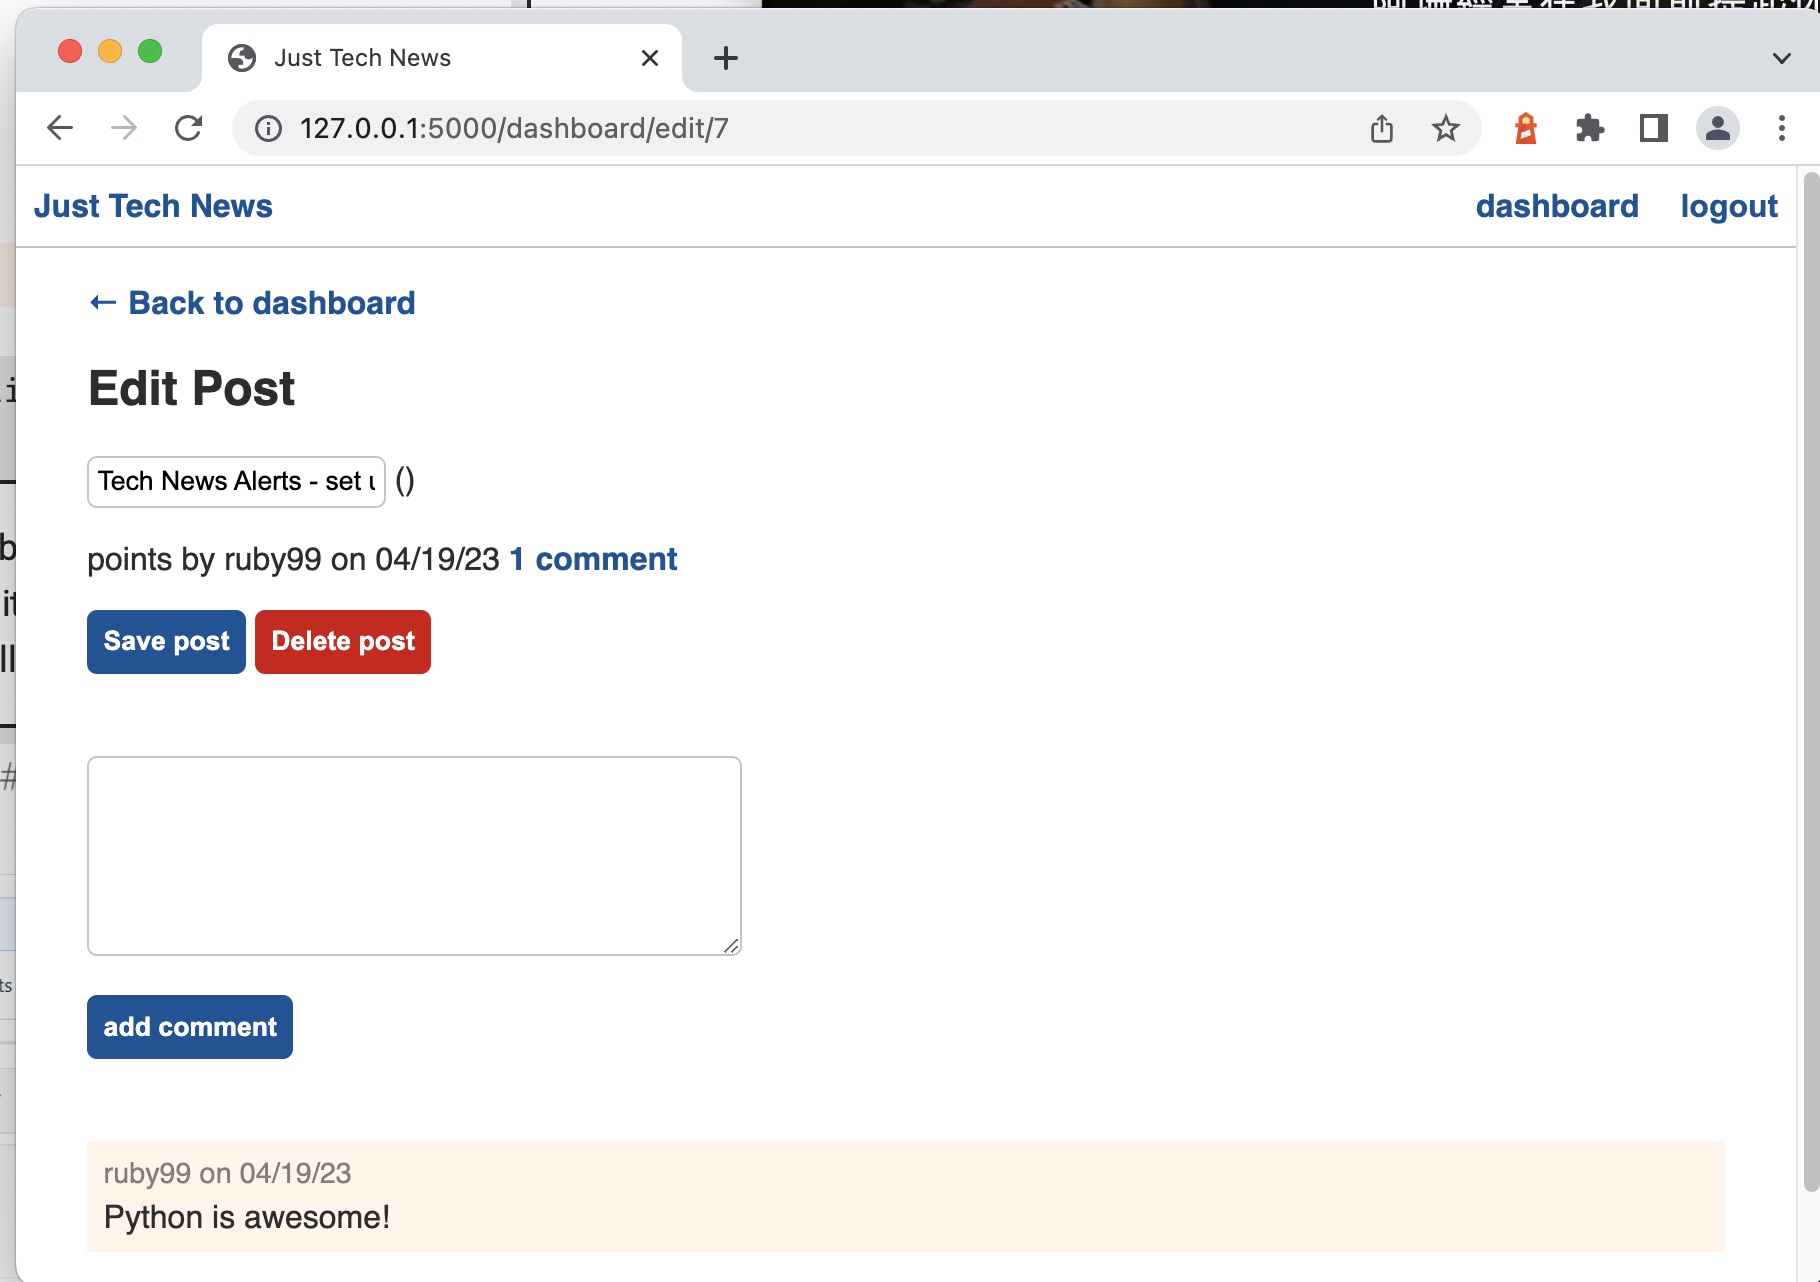 Just Tech News
127.0.0.1:5000/dashboard/edit/7
Just Tech News dashboard logout
← Back to dashboard
Edit Post
Tech News Alerts - set ()
points by ruby99 on 04/19/23 1 comment
Save post Delete post
add comment
ruby99 on 04/19/23
Python is awesome!